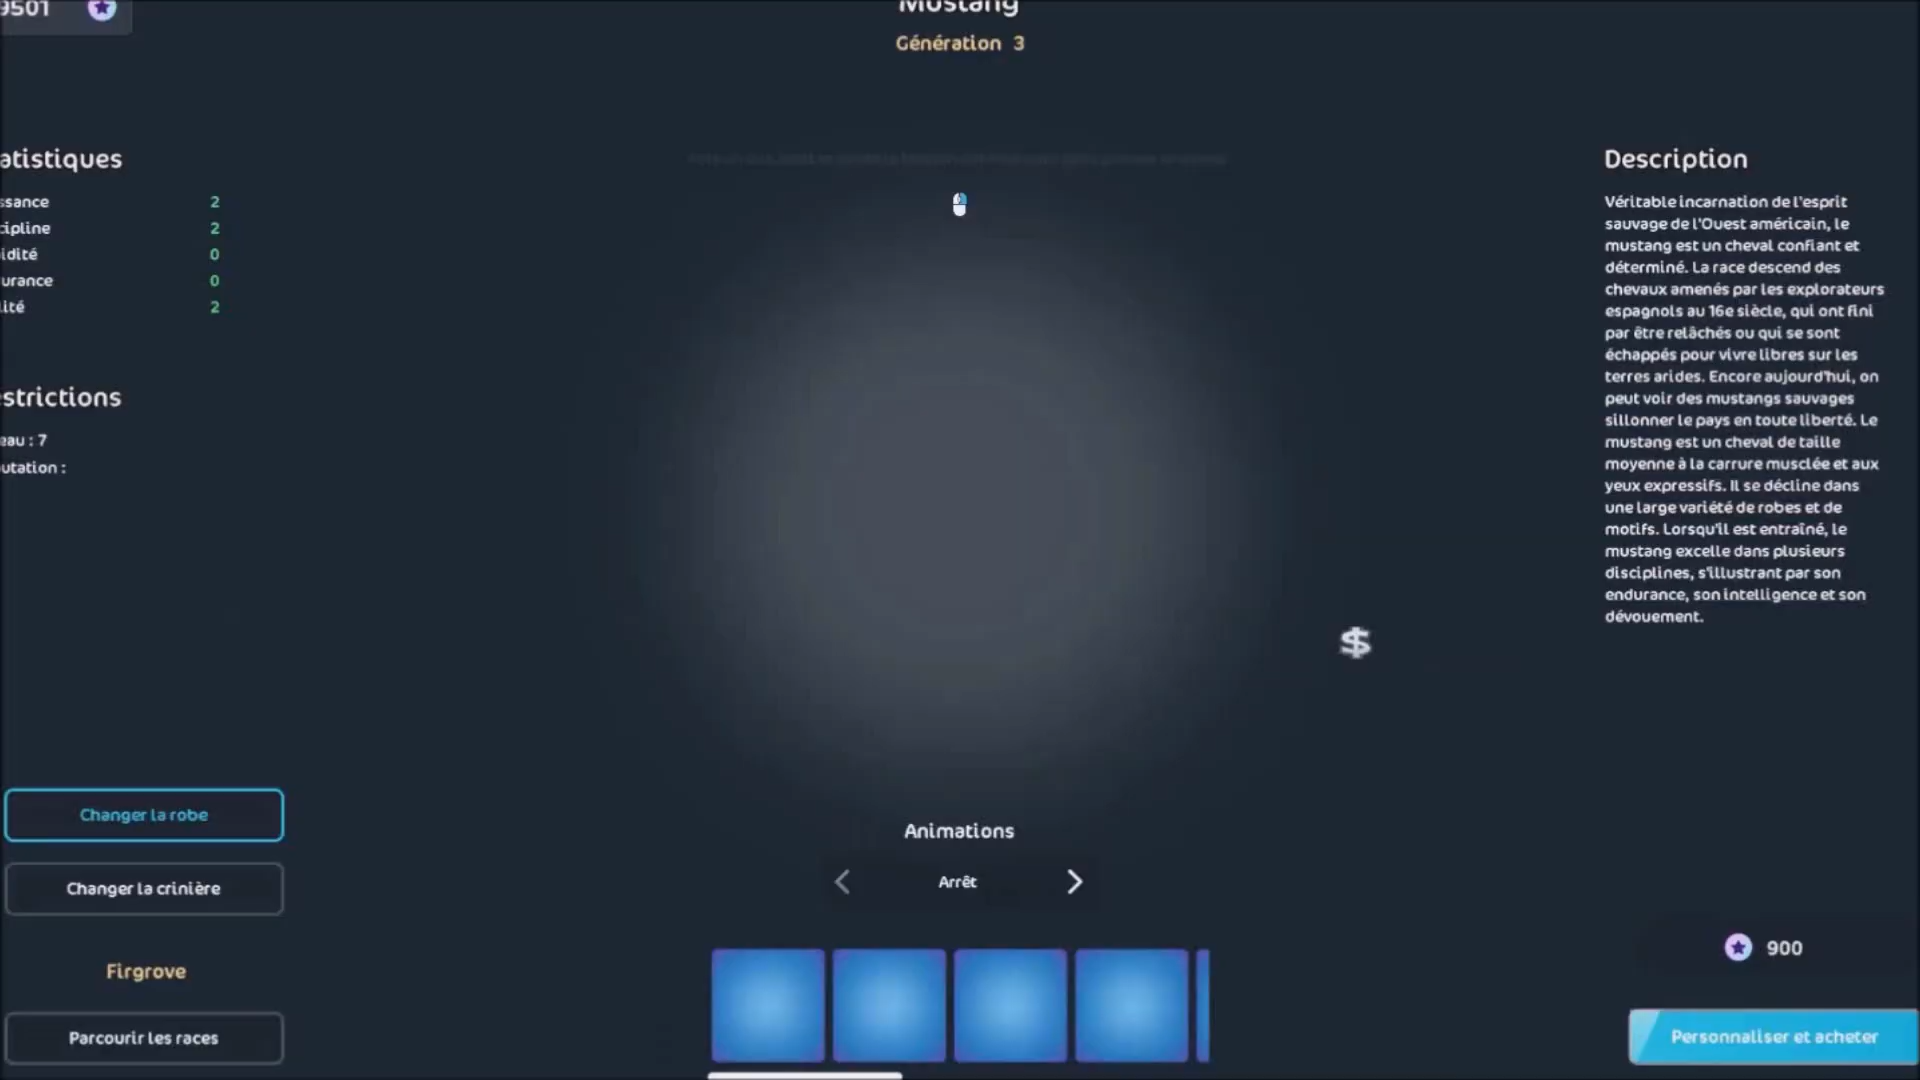 9501
Mustang
Génération 3
atistiques
ssance 2
cipline 2
idité 0
urance 0
lité 2
estrictions
eau : 7
utation :
Changer la robe
Changer la crinière
Firgrove
Parcourir les races
$
Animations
Arrêt
Description
Véritable incarnation de l'esprit
sauvage de l'Ouest américain, le
mustang est un cheval confiant et
déterminé. La race descend des
chevaux amenés par les explorateurs
espagnols au 16e siècle, qui ont fini
par être relâchés ou qui se sont
échappés pour vivre libres sur les
terres arides. Encore aujourd'hui, on
peut voir des mustangs sauvages
sillonner le pays en toute liberté. Le
mustang est un cheval de taille
moyenne à la carrure musclée et aux
yeux expressifs. Il se décline dans
une large variété de robes et de
motifs. Lorsqu'il est entraîné, le
mustang excelle dans plusieurs
disciplines, s'illustrant par son
endurance, son intelligence et son
dévouement.
900
Personnaliser et acheter